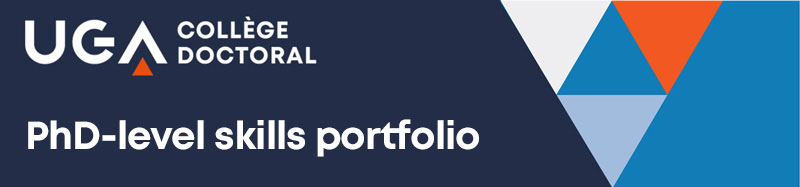 UGA COLLÈGE
DOCTORAL
PhD-level skills portfolio